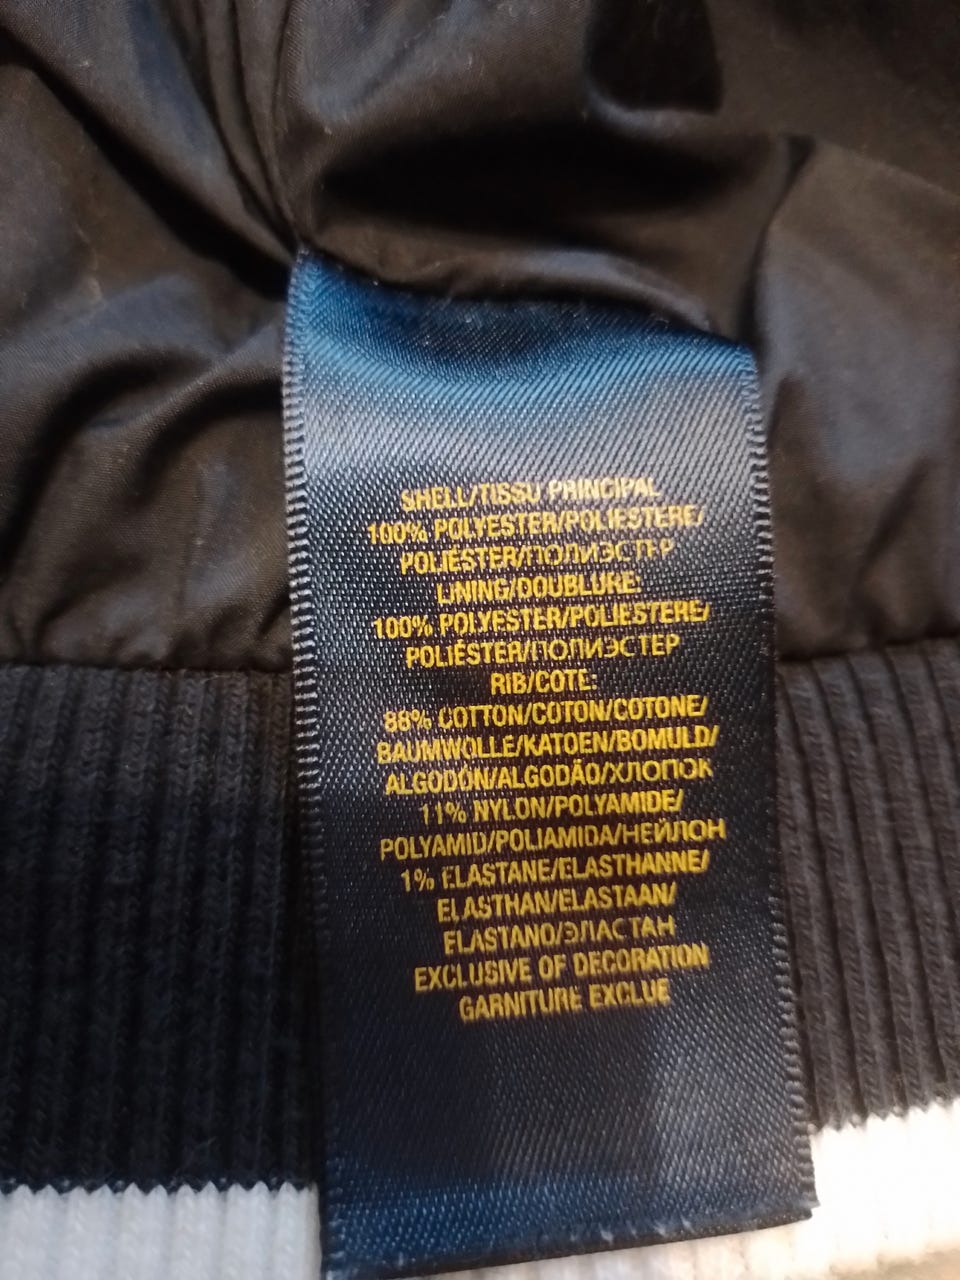 SHELL/TISSU PRINCIPAL
100% POLYESTER/POLIESTERE/
POLIÉSTER/ПОЛИЭСТЕР
LINING/DOUBLURE:
100% POLYESTER/POLIESTERE/
POLIÉSTER/ПОЛИЭСТЕР
RIB/COTE:
88% COTTON/COTON/COTONE/
BAUMWOLLE/KATOEN/BOMULD/
ALGODÓN/ALGODÃO/ХЛОПОК
11% NYLON/POLYAMIDE/
POLYAMID/POLIAMIDA/НЕЙЛОН
1% ELASTANE/ELASTHANNE/
ELASTHAN/ELASTAAN/
ELASTANO/ЭЛАСТАН
EXCLUSIVE OF DECORATION
GARNITURE EXCLUE